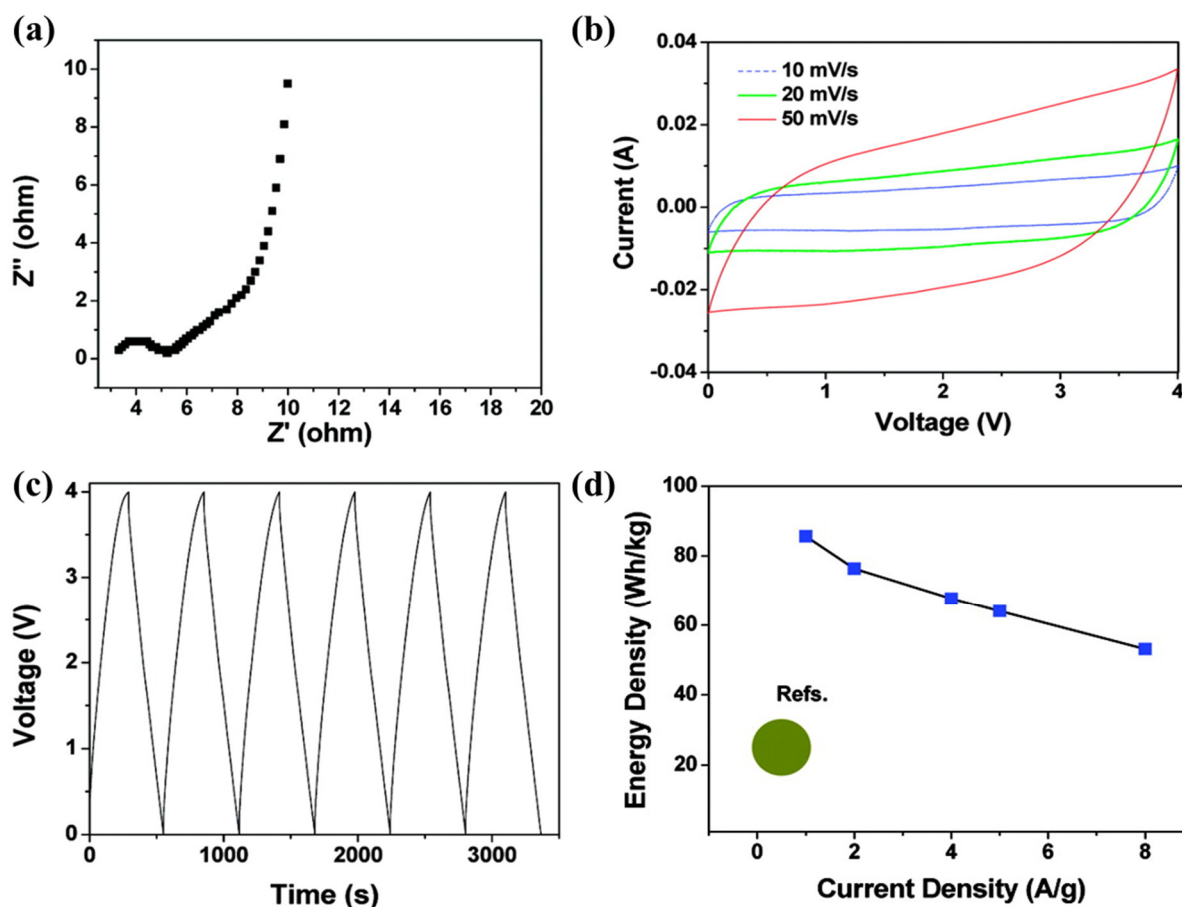 (a)
10
8
6
4
2
0
Z'' (ohm)
4 6 8 10 12 14 16 18 20
Z' (ohm)
(b)
0.04
0.02
0.00
-0.02
-0.04
Current (A)
10 mV/s
20 mV/s
50 mV/s
0 1 2 3 4
Voltage (V)
(c)
4
3
2
1
0
Voltage (V)
0 1000 2000 3000
Time (s)
(d)
100
80
60
40
20
Energy Density (Wh/kg)
Refs.
0 2 4 6 8
Current Density (A/g)